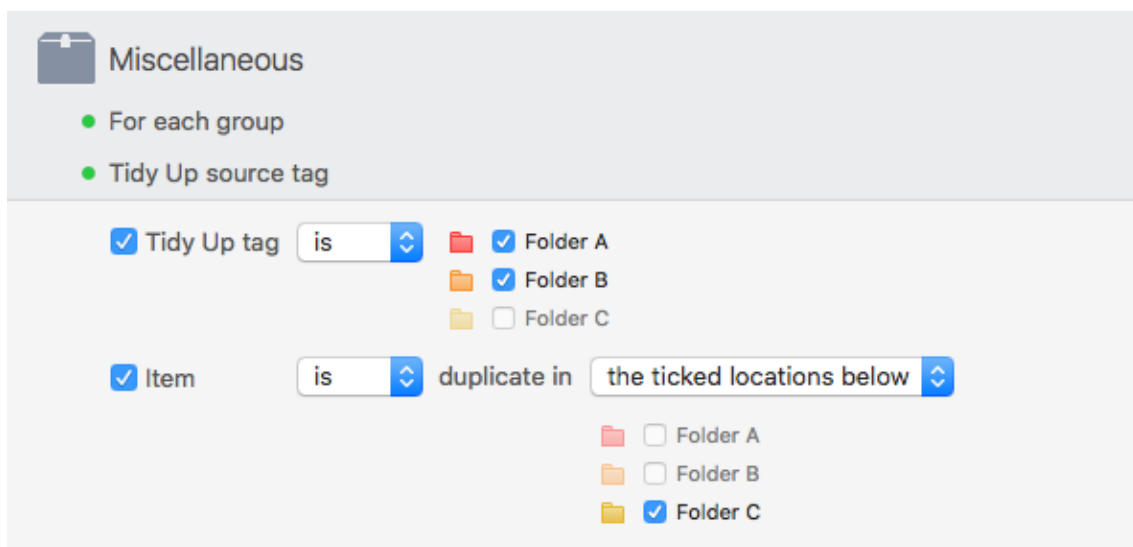 Miscellaneous
For each group
Tidy Up source tag
Tidy Up tag is Folder A
Folder B
Folder C
Item is duplicate in the ticked locations below
Folder A
Folder B
Folder C